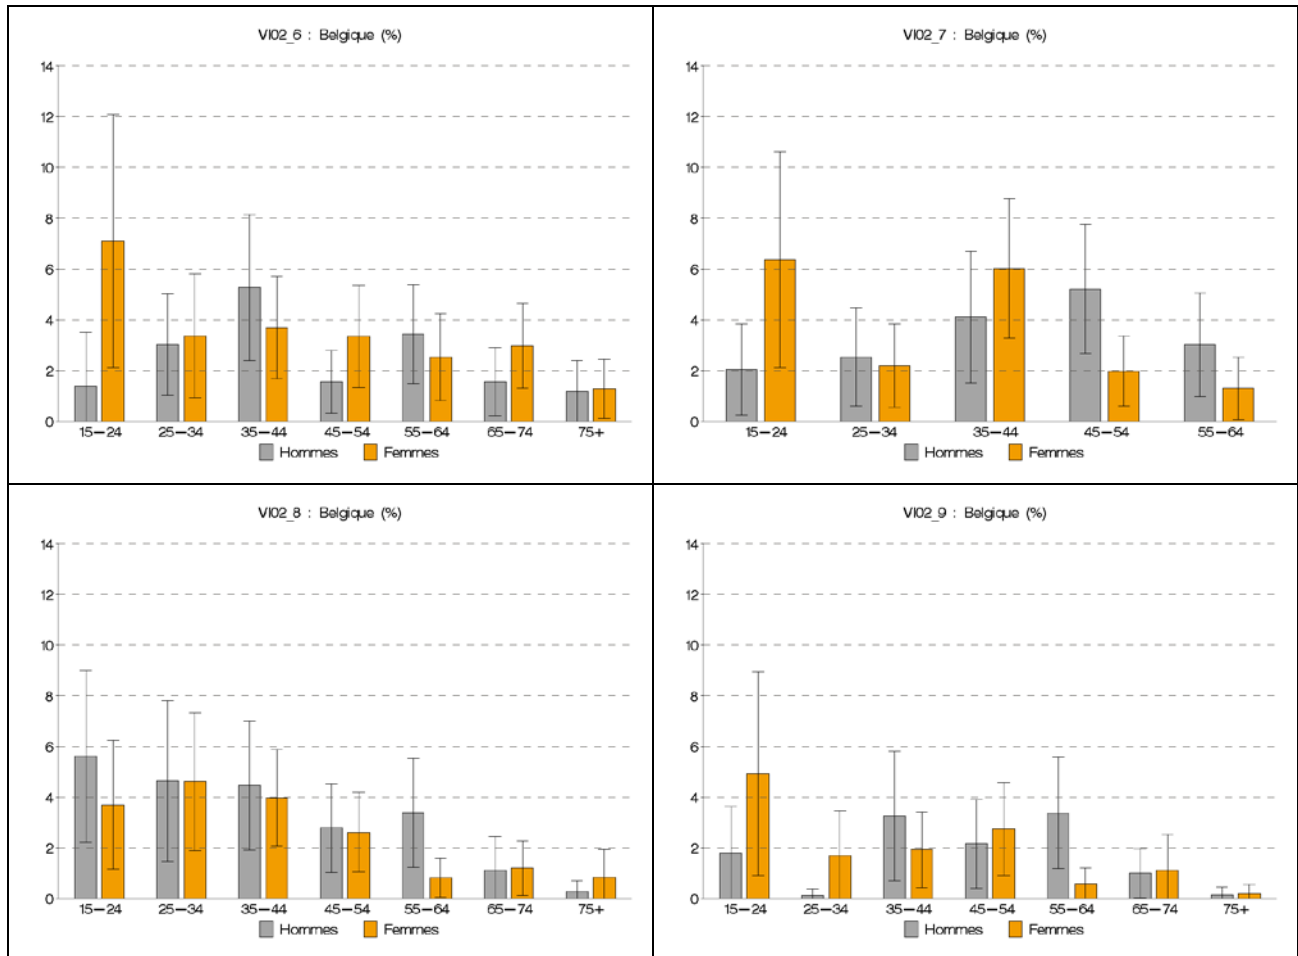 VI02_6 : Belgique (%)
14
12
10
8
6
4
2
0
15–24 25–34 35–44 45–54 55–64 65–74 75+
Hommes Femmes
VI02_7 : Belgique (%)
14
12
10
8
6
4
2
0
15–24 25–34 35–44 45–54 55–64
Hommes Femmes
VI02_8 : Belgique (%)
14
12
10
8
6
4
2
0
15–24 25–34 35–44 45–54 55–64 65–74 75+
Hommes Femmes
VI02_9 : Belgique (%)
14
12
10
8
6
4
2
0
15–24 25–34 35–44 45–54 55–64 65–74 75+
Hommes Femmes